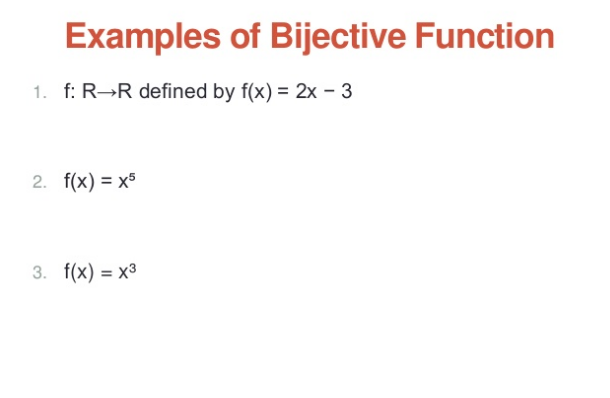 Examples of Bijective Function
1. f: R→R defined by f(x) = 2x – 3
2. f(x) = x⁵
3. f(x) = x³